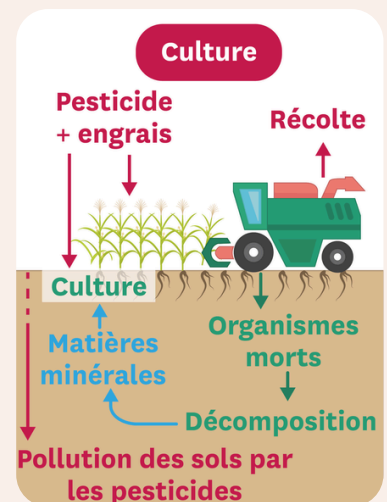 Culture
Pesticide
+ engrais
Récolte
Culture
Organismes
morts
Matières
minérales
Décomposition
Pollution des sols par
les pesticides